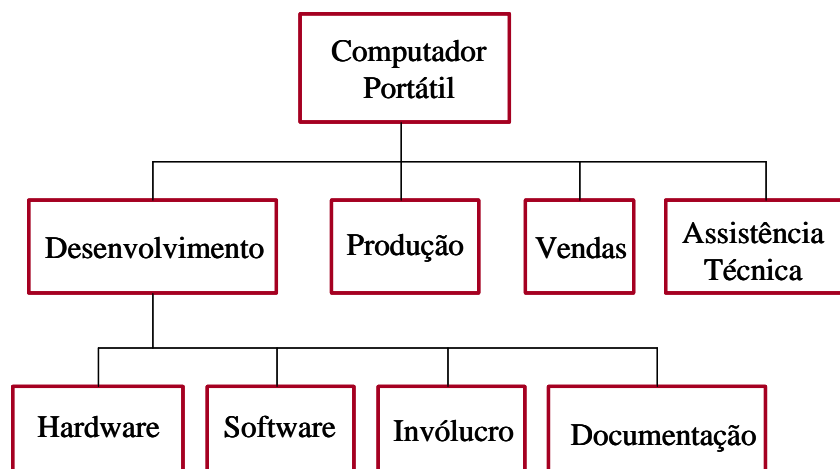 Computador
Portátil
Desenvolvimento
Produção
Vendas
Assistência
Técnica
Hardware
Software
Invólucro
Documentação